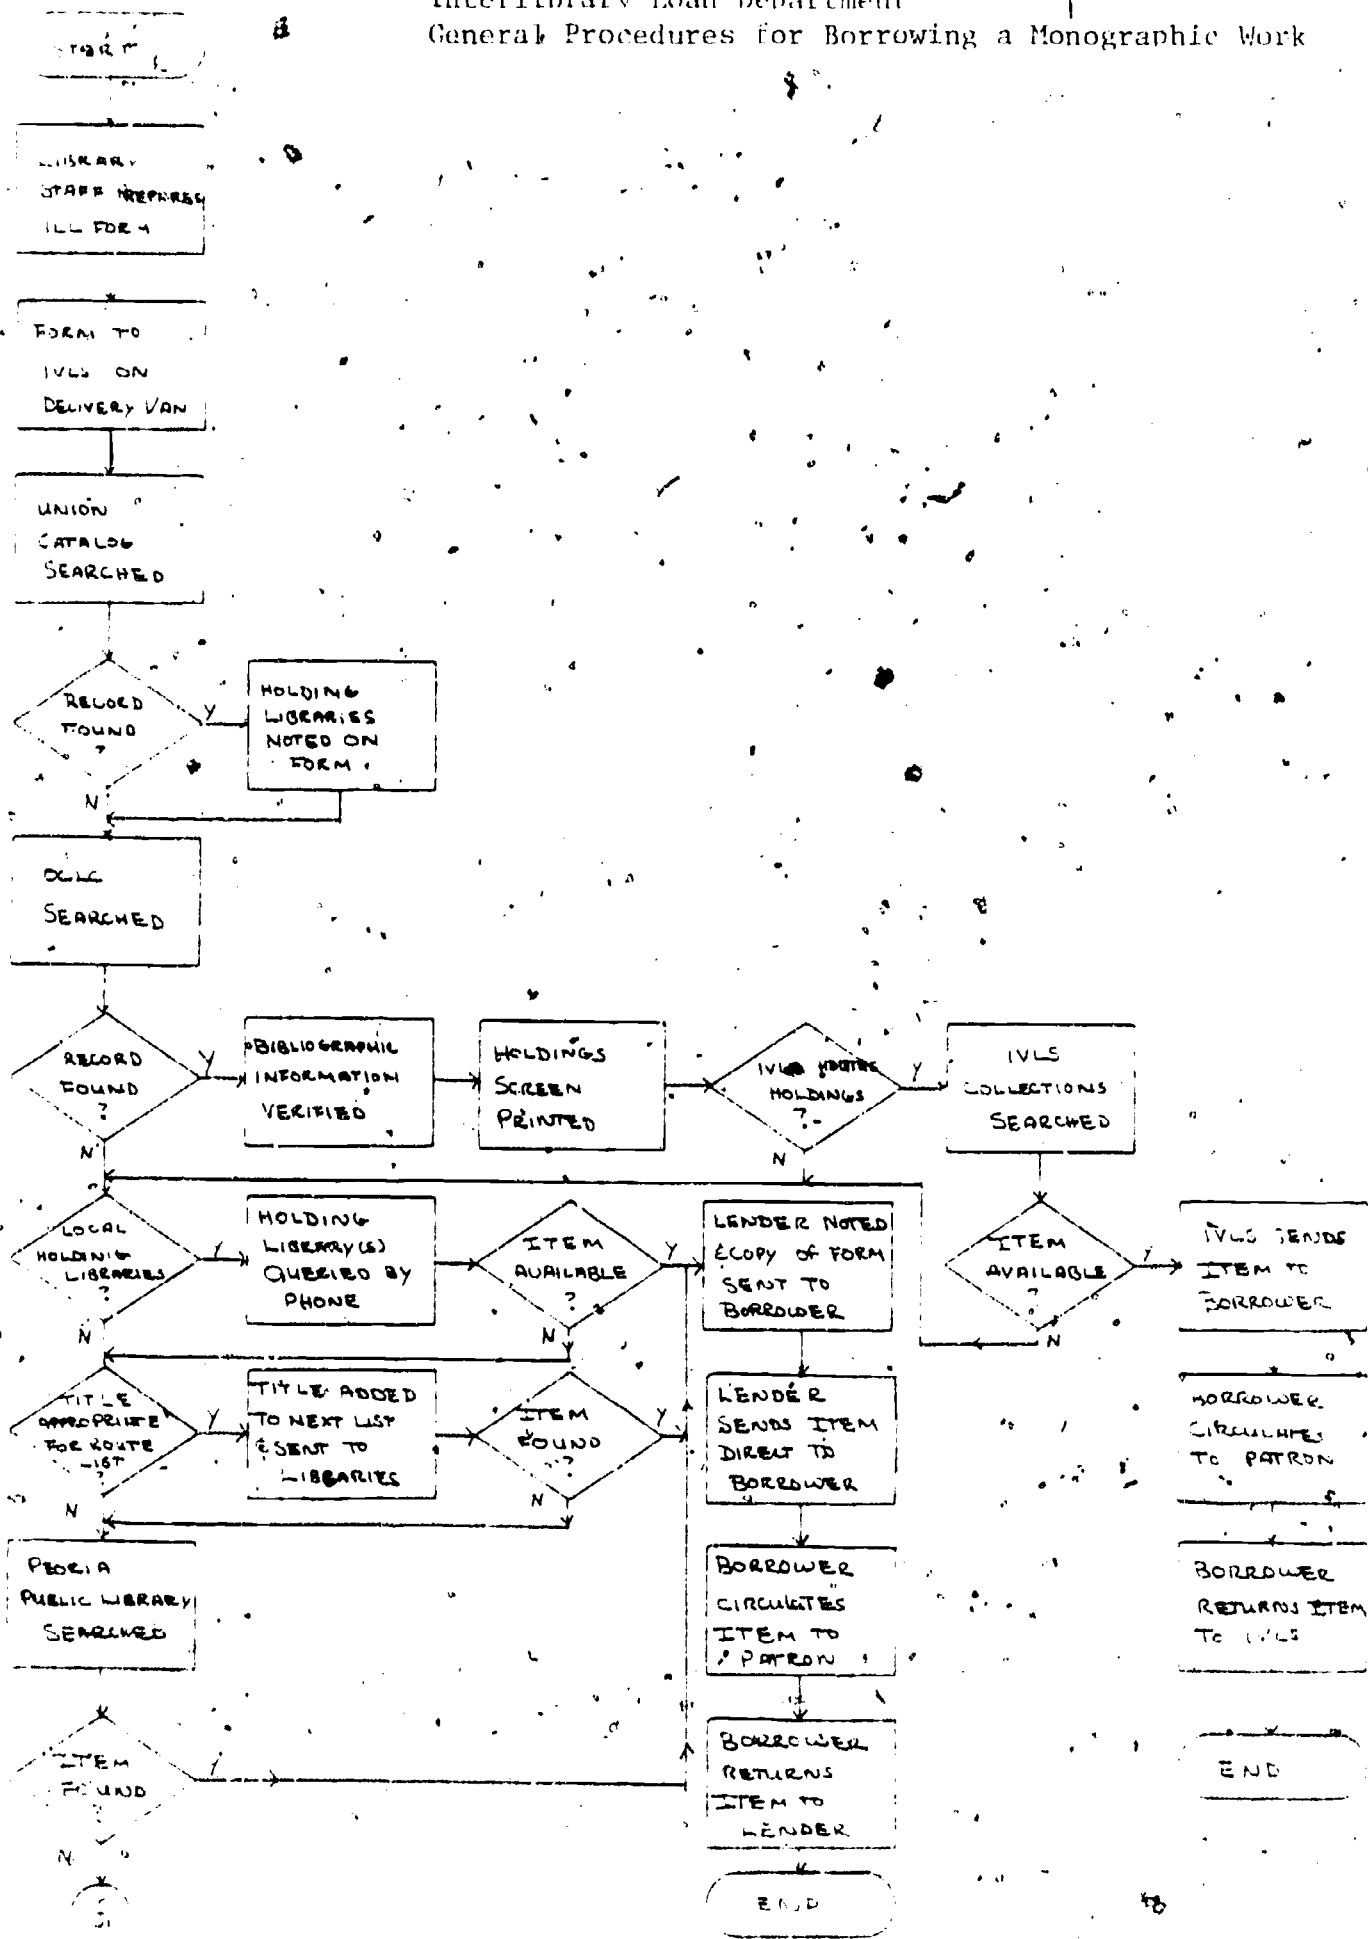 Interlibrary Loan Department
General Procedures for Borrowing a Monographic Work
START
LIBRARY
STAFF PREPARES
ILL FORM
FORM TO
IVLS ON
DELIVERY VAN
UNION
CATALOG
SEARCHED
RECORD
FOUND
?
Y
HOLDING
LIBRARIES
NOTED ON
FORM
N
OCLC
SEARCHED
RECORD
FOUND
?
Y
BIBLIOGRAPHIC
INFORMATION
VERIFIED
HOLDINGS
SCREEN
PRINTED
IVLS
HOLDINGS
?
Y
IVLS
COLLECTIONS
SEARCHED
N
N
LOCAL
HOLDING
LIBRARIES
?
Y
HOLDING
LIBRARY(S)
QUERIED BY
PHONE
ITEM
AVAILABLE
?
Y
LENDER NOTED
& COPY OF FORM
SENT TO
BORROWER
ITEM
AVAILABLE
?
Y
IVLS SENDS
ITEM TO
BORROWER
N
N
N
TITLE
APPROPRIATE
FOR ROUTE
LIST
?
Y
TITLE ADDED
TO NEXT LIST
& SENT TO
LIBRARIES
ITEM
FOUND
?
Y
LENDER
SENDS ITEM
DIRECT TO
BORROWER
BORROWER
CIRCULATES
TO PATRON
N
N
PEORIA
PUBLIC LIBRARY
SEARCHED
BORROWER
CIRCULATES
ITEM TO
PATRON
BORROWER
RETURNS ITEM
TO IVLS
ITEM
FOUND
Y
BORROWER
RETURNS
ITEM TO
LENDER
END
N
END